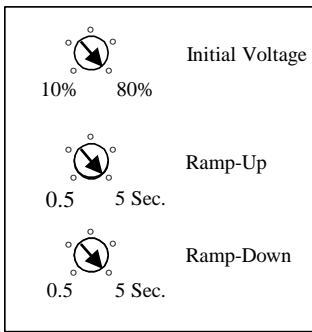 Initial Voltage
10% 80%
Ramp-Up
0.5 5 Sec.
Ramp-Down
0.5 5 Sec.